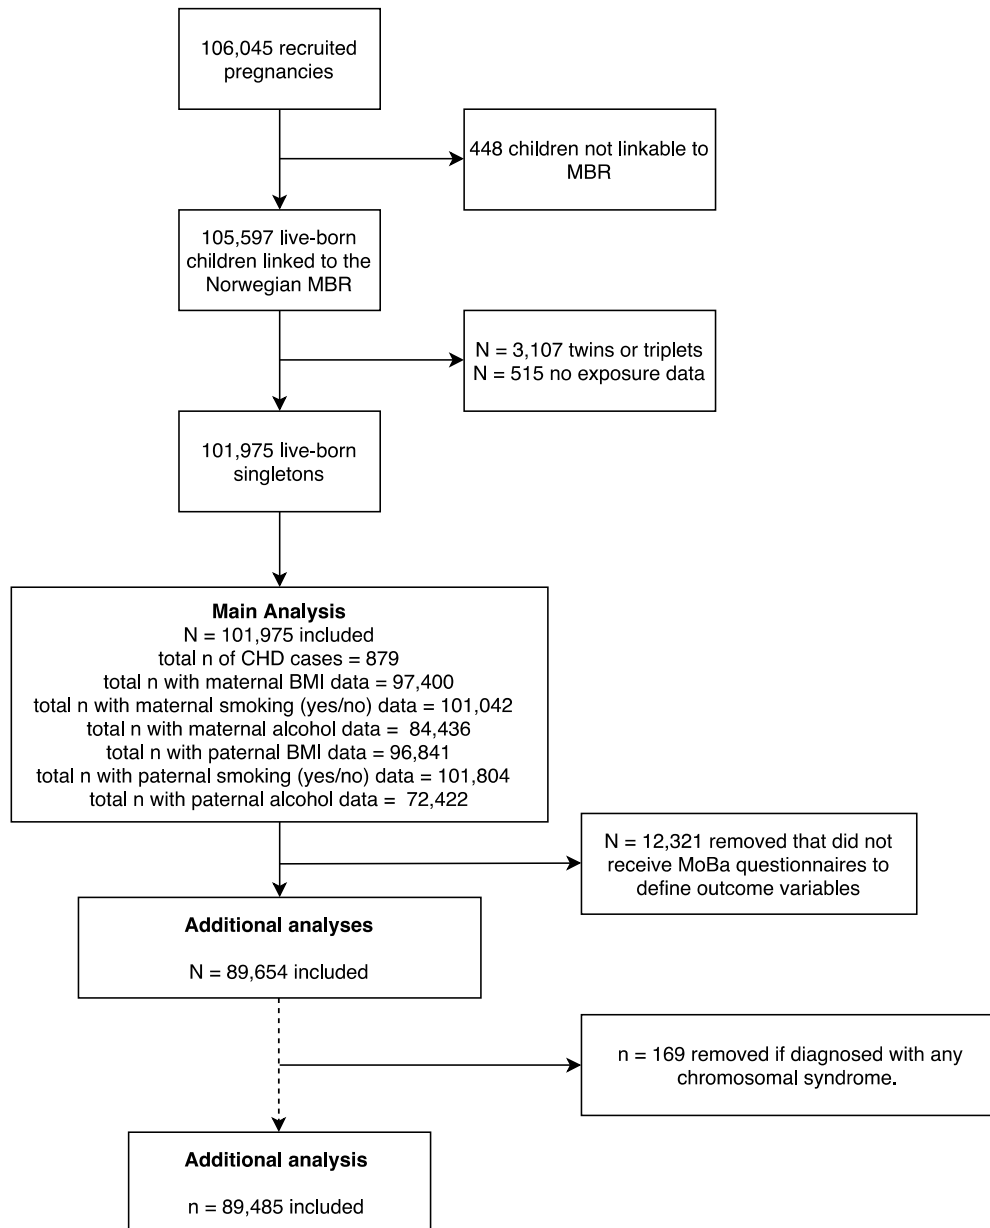 106,045 recruited
pregnancies
448 children not linkable to
MBR
105,597 live-born
children linked to the
Norwegian MBR
N = 3,107 twins or triplets
N = 515 no exposure data
101,975 live-born
singletons
Main Analysis
N = 101,975 included
total n of CHD cases = 879
total n with maternal BMI data = 97,400
total n with maternal smoking (yes/no) data = 101,042
total n with maternal alcohol data =  84,436
total n with paternal BMI data = 96,841
total n with paternal smoking (yes/no) data = 101,804
total n with paternal alcohol data =  72,422
N = 12,321 removed that did not
receive MoBa questionnaires to
define outcome variables
Additional analyses
N = 89,654 included
n = 169 removed if diagnosed with any
chromosomal syndrome.
Additional analysis
n = 89,485 included